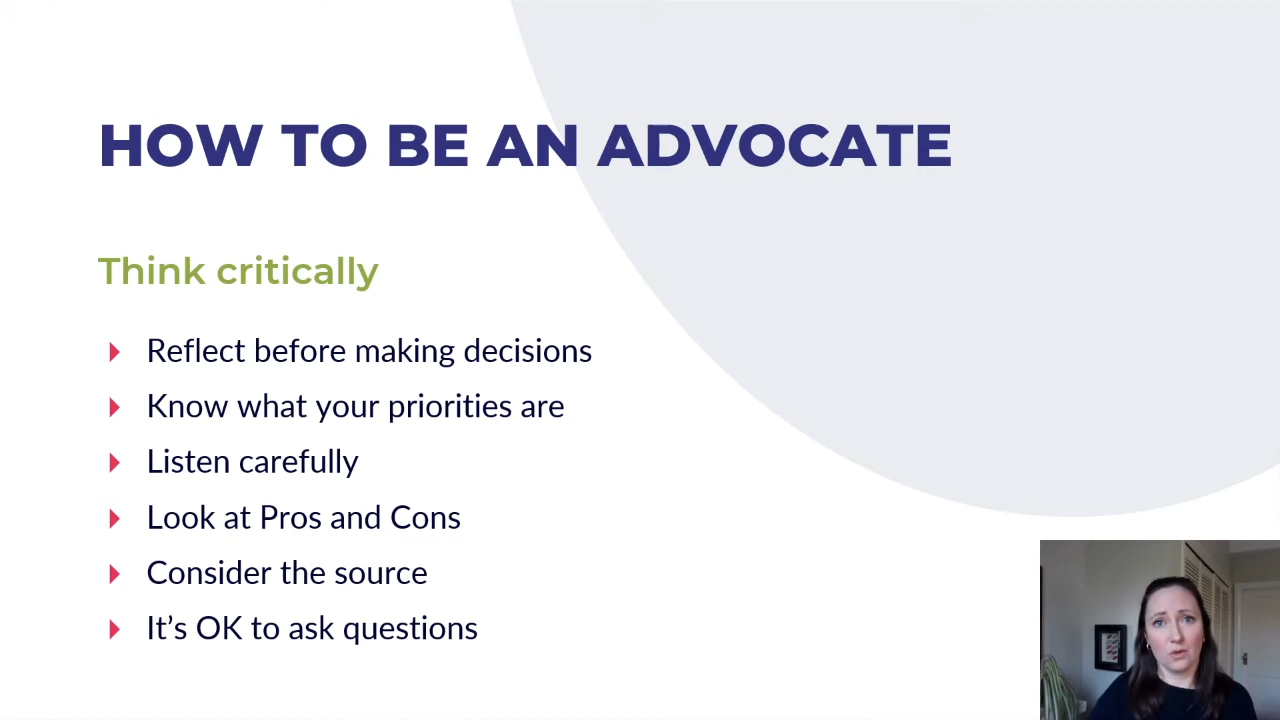 HOW TO BE AN ADVOCATE
Think critically
Reflect before making decisions
Know what your priorities are
Listen carefully
Look at Pros and Cons
Consider the source
It’s OK to ask questions